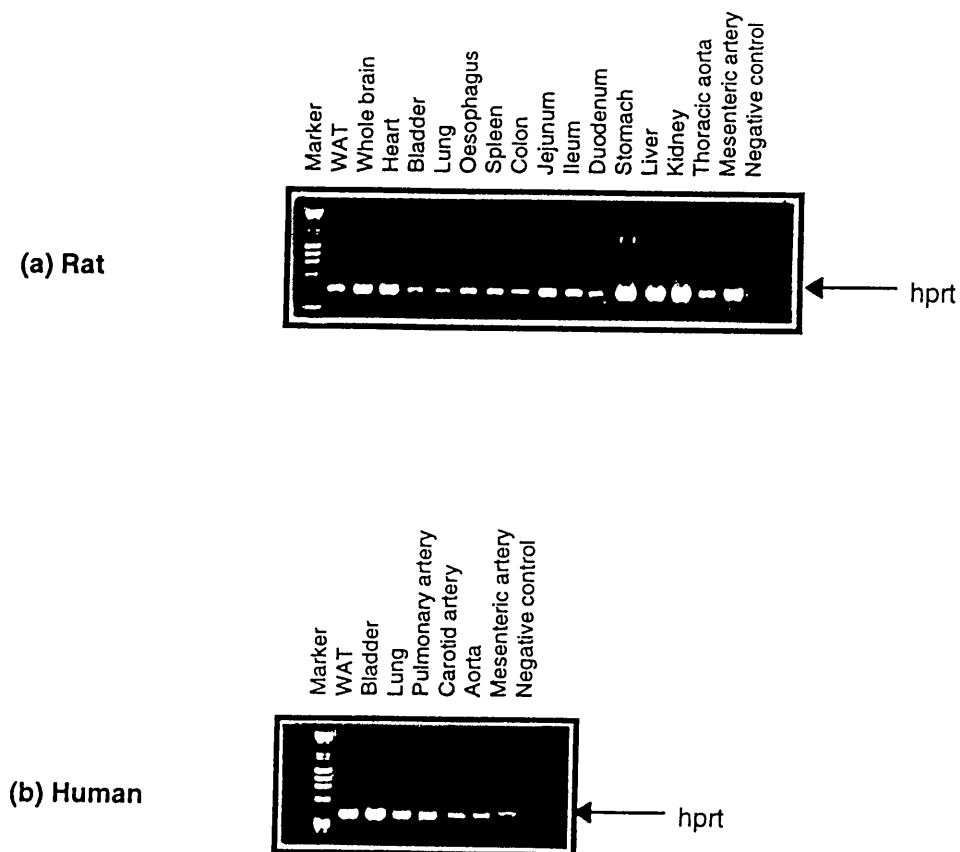 Marker
WAT
Whole brain
Heart
Bladder
Lung
Oesophagus
Spleen
Colon
Jejunum
Ileum
Duodenum
Stomach
Liver
Kidney
Thoracic aorta
Mesenteric artery
Negative control
(a) Rat
hprt
Marker
WAT
Bladder
Lung
Pulmonary artery
Carotid artery
Aorta
Mesenteric artery
Negative control
(b) Human
hprt